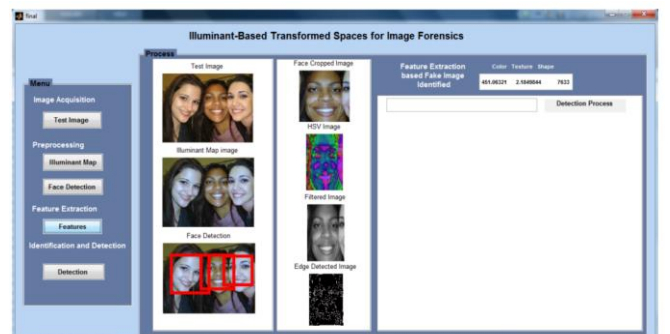 final
Illuminant-Based Transformed Spaces for Image Forensics
Menu
Image Acquisition
Test Image
Preprocessing
Illuminant Map
Face Detection
Feature Extraction
Features
Identification and Detection
Detection
Process
Test Image
Illuminant Map image
Face Detection
Face Cropped Image
HSV Image
Filtered Image
Edge Detected Image
Feature Extraction
based Fake Image
Identified
Color Texture Shape
451.06321 2.1845844 7633
Detection Process